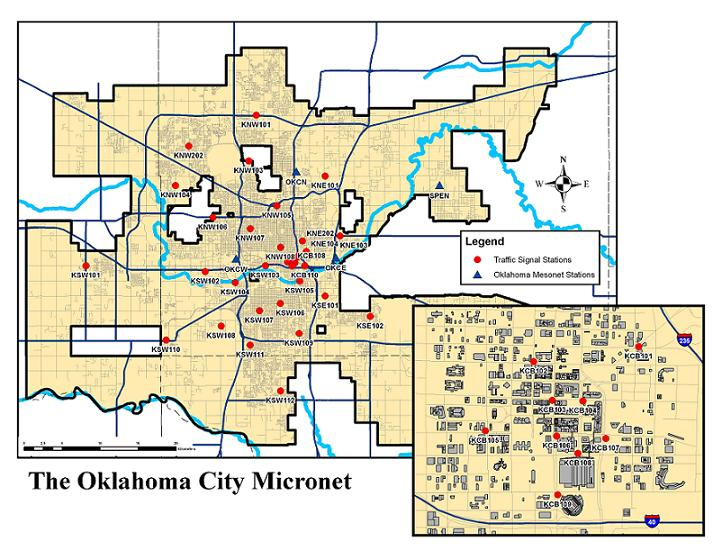 KNW101
KNW202
KNW103
OKCN
KNE101
KNW104
SPEN
N
W E
S
KNW105
KNW106
KNW107
KNE202
KNE104
KNE103
Legend
Traffic Signal Stations
Oklahoma Mesonet Stations
KNW108
KCB108
OKCW
OKCE
KSW101
KSW102
KSW103
KCB110
KSW104
KSW105
KSE101
KSW106
KSW107
KSE102
KSW108
KSW109
KSW110
KSW111
KSW112
The Oklahoma City Micronet
235
KCB101
KCB102
KCB103
KCB104
KCB105
KCB106
KCB107
KCB108
KCB109
40